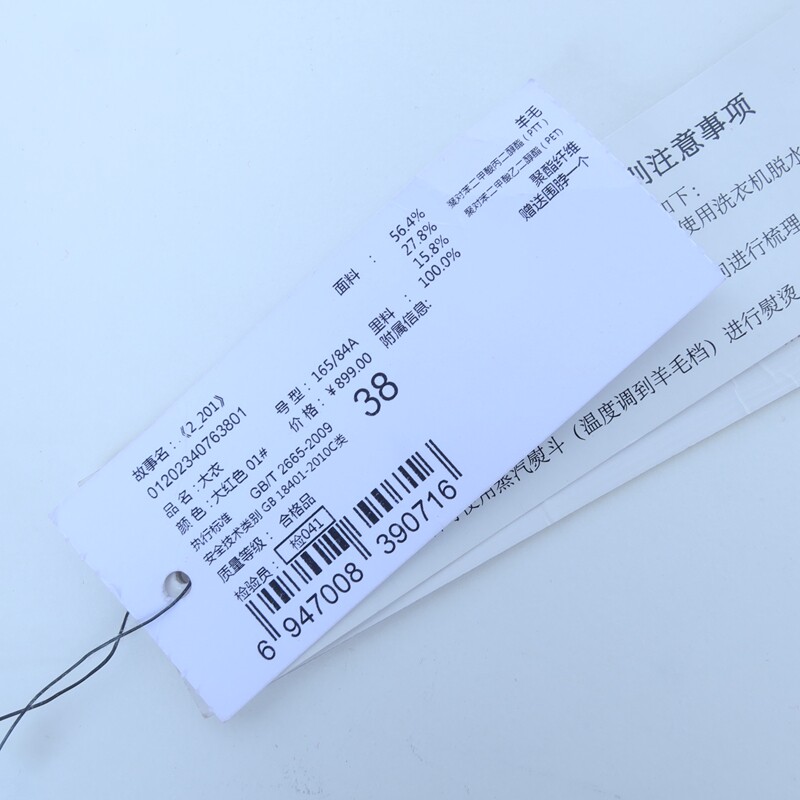 故事名:《2_201》
01202340763801
品名:大衣
颜色:大红色 01#
执行标准 GB/T 2665-2009
安全技术类别 GB 18401-2010C类
质量等级: 合格品
检验员: 检041
号型:165/84A
价格:¥899.00
38
面料 : 56.4% 羊毛
27.8% 聚对苯二甲酸丙二醇酯(PTT)
15.8% 聚对苯二甲酸乙二醇酯(PET)
里料 : 100.0% 聚酯纤维
附属信息: 赠送围脖一个
6 947008 390716
别注意事项
如下:
使用洗衣机脱水
进行梳理
使用蒸汽熨斗(温度调到羊毛档)进行熨烫